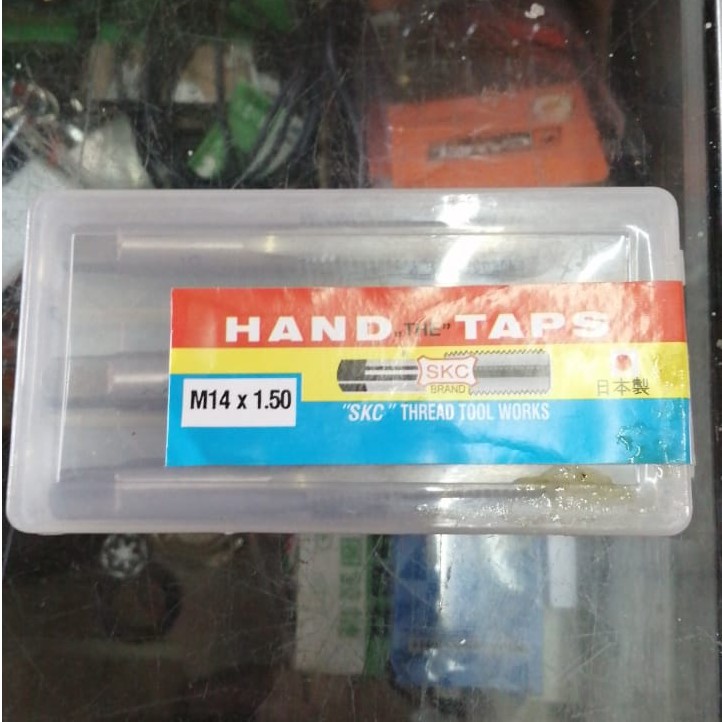 HAND „THE” TAPS
SKC
BRAND
日本製
M14 x 1.50
"SKC" THREAD TOOL WORKS